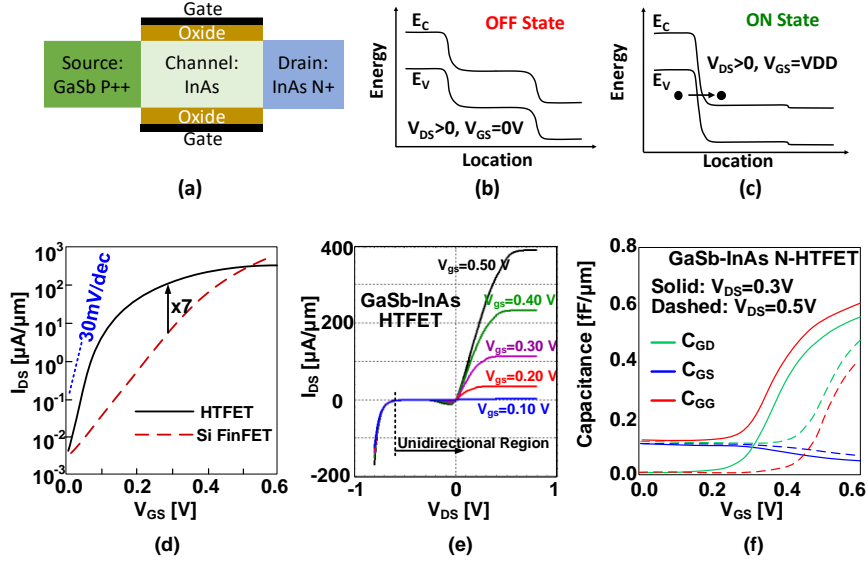 Gate
Oxide
Source:
GaSb P++
Channel:
InAs
Drain:
InAs N+
Oxide
Gate
(a)
Energy
E_C
OFF State
E_V
V_DS>0, V_GS=0V
Location
(b)
Energy
E_C
ON State
V_DS>0, V_GS=VDD
E_V
Location
(c)
I_DS [µA/µm]
10^3
10^2
10^1
10^0
10^-1
10^-2
10^-3
30mV/dec
x7
HTFET
Si FinFET
0.0 0.2 0.4 0.6
V_GS [V]
(d)
I_DS [µA/µm]
400
200
0
-200
V_gs=0.50 V
GaSb-InAs
HTFET
V_gs=0.40 V
V_gs=0.30 V
V_gs=0.20 V
V_gs=0.10 V
Unidirectional Region
-1 0 1
V_DS [V]
(e)
Capacitance [fF/µm]
0.8
0.6
0.4
0.2
0.0
GaSb-InAs N-HTFET
Solid: V_DS=0.3V
Dashed: V_DS=0.5V
C_GD
C_GS
C_GG
0.0 0.2 0.4 0.6
V_GS [V]
(f)